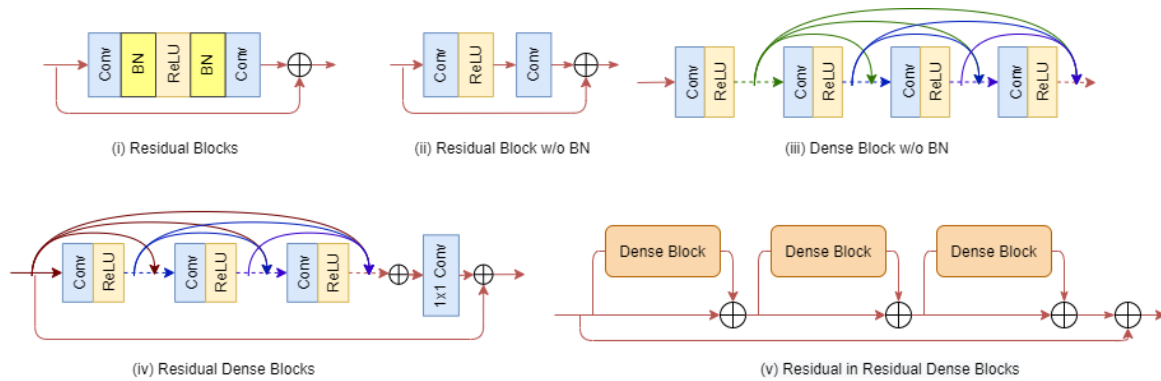 Conv
BN
ReLU
BN
Conv
(i) Residual Blocks
Conv
ReLU
Conv
(ii) Residual Block w/o BN
Conv
ReLU
Conv
ReLU
Conv
ReLU
Conv
ReLU
(iii) Dense Block w/o BN
Conv
ReLU
Conv
ReLU
Conv
ReLU
1x1 Conv
(iv) Residual Dense Blocks
Dense Block
Dense Block
Dense Block
(v) Residual in Residual Dense Blocks